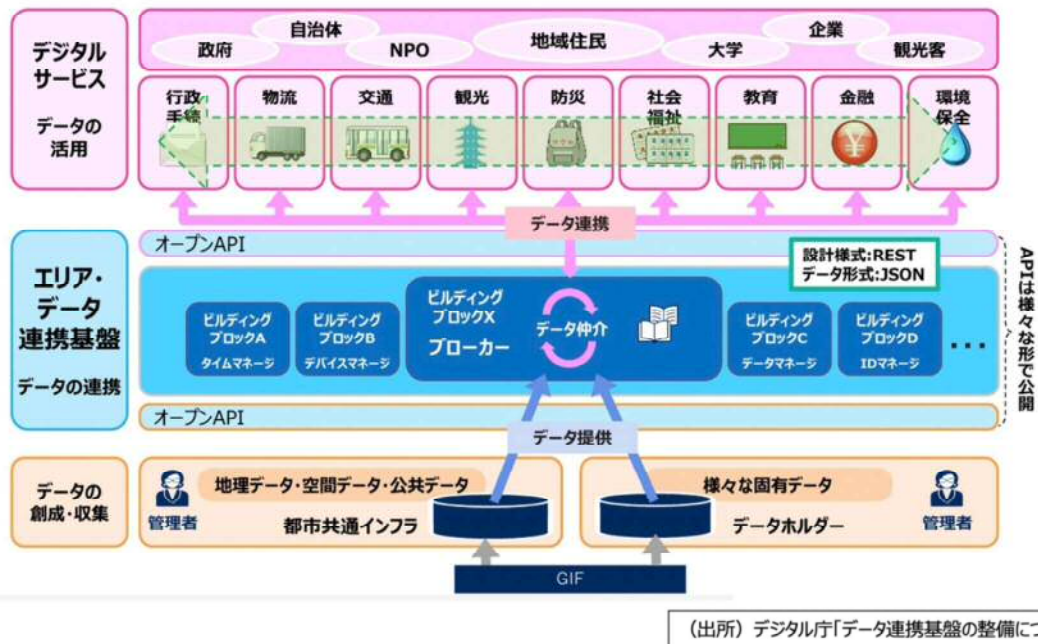 デジタル
サービス
データの
活用
政府
自治体
NPO
地域住民
大学
企業
観光客
行政
手続
物流
交通
観光
防災
社会
福祉
教育
金融
環境
保全
データ連携
エリア・
データ
連携基盤
データの連携
オープンAPI
設計様式:REST
データ形式:JSON
ビルディング
ブロックA
タイムマネージ
ビルディング
ブロックB
デバイスマネージ
ビルディング
ブロックX
ブローカー
データ仲介
ビルディング
ブロックC
データマネージ
ビルディング
ブロックD
IDマネージ
・・・
APIは様々な形で公開
オープンAPI
データ提供
データの
創成・収集
管理者
地理データ・空間データ・公共データ
都市共通インフラ
様々な固有データ
データホルダー
管理者
GIF
（出所）デジタル庁「データ連携基盤の整備につ